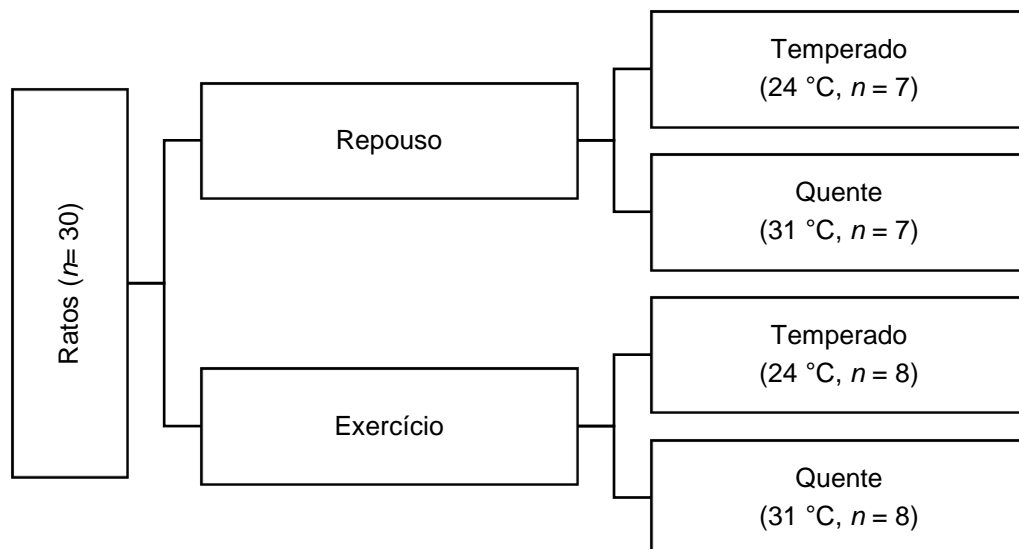 Ratos (n= 30)
Repouso
Temperado
(24 °C, n = 7)
Quente
(31 °C, n = 7)
Exercício
Temperado
(24 °C, n = 8)
Quente
(31 °C, n = 8)